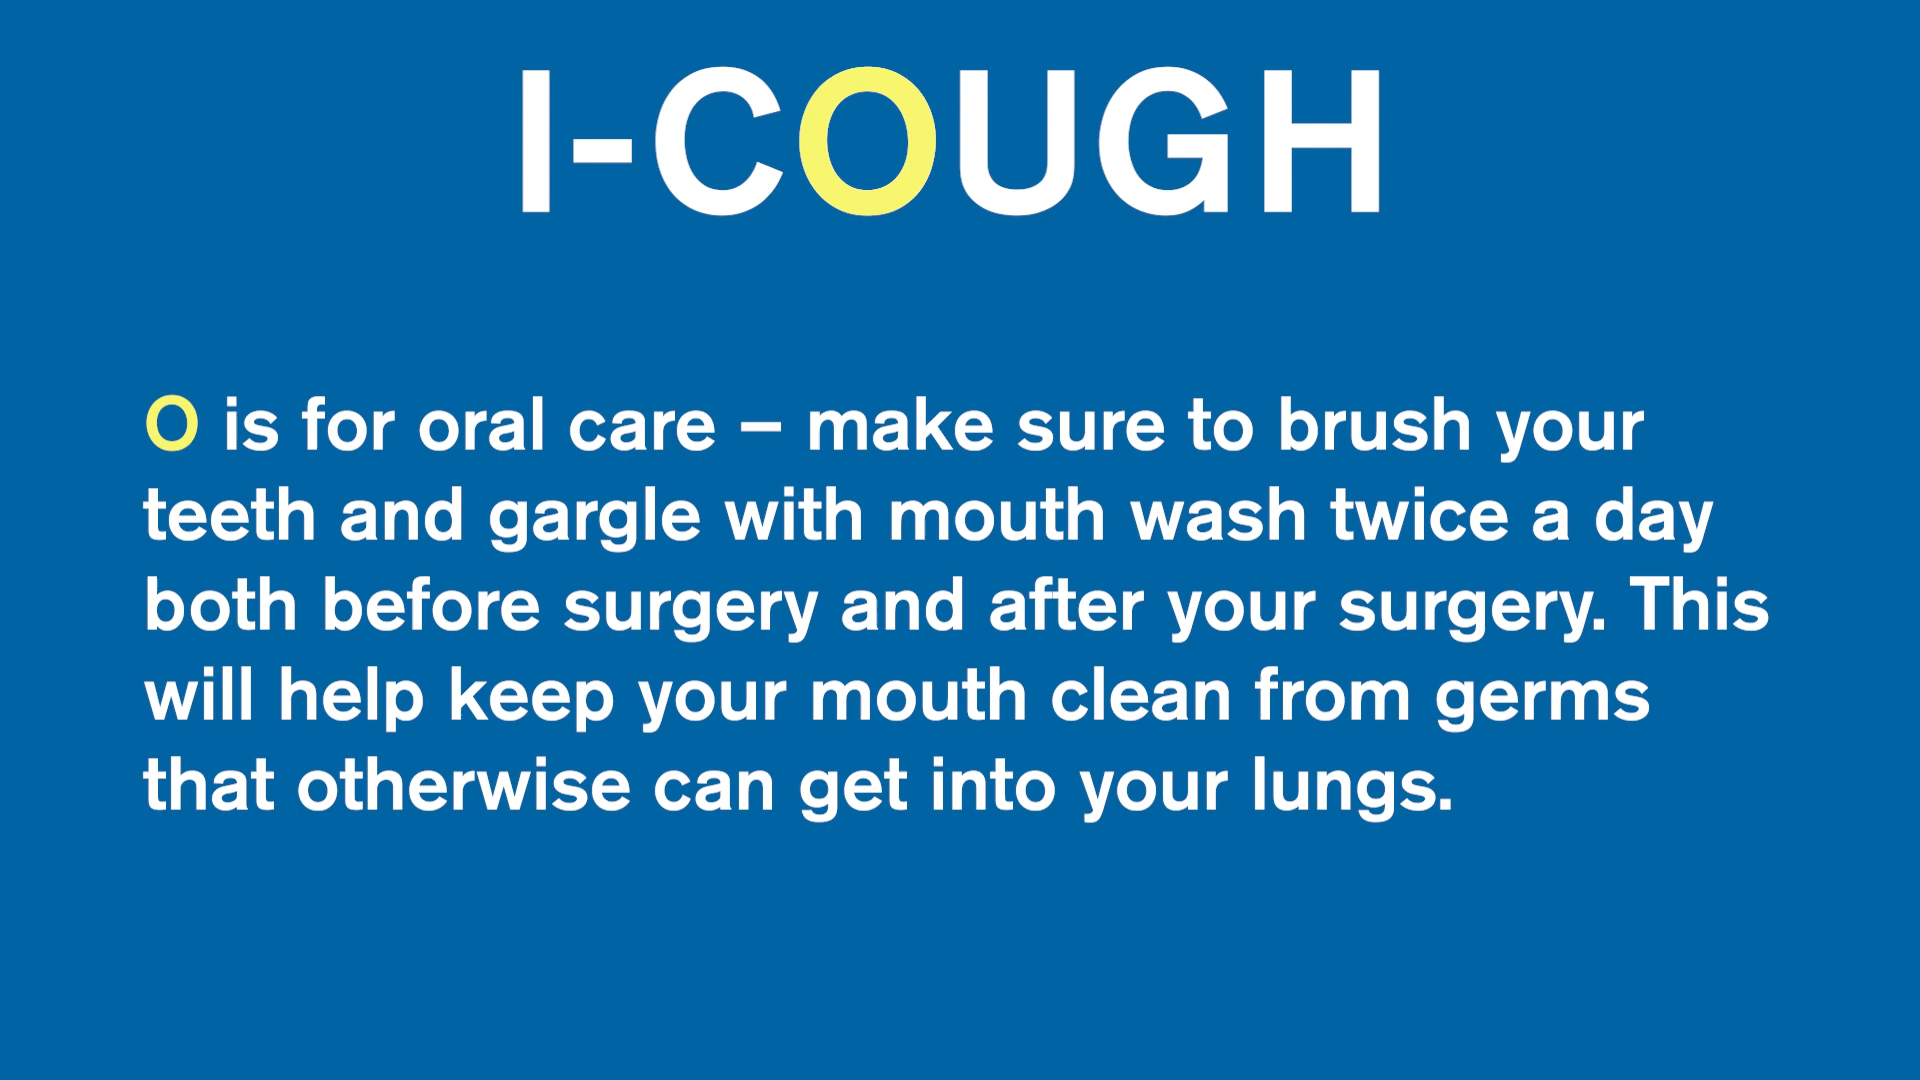 I-COUGH
O is for oral care – make sure to brush your
teeth and gargle with mouth wash twice a day
both before surgery and after your surgery. This
will help keep your mouth clean from germs
that otherwise can get into your lungs.